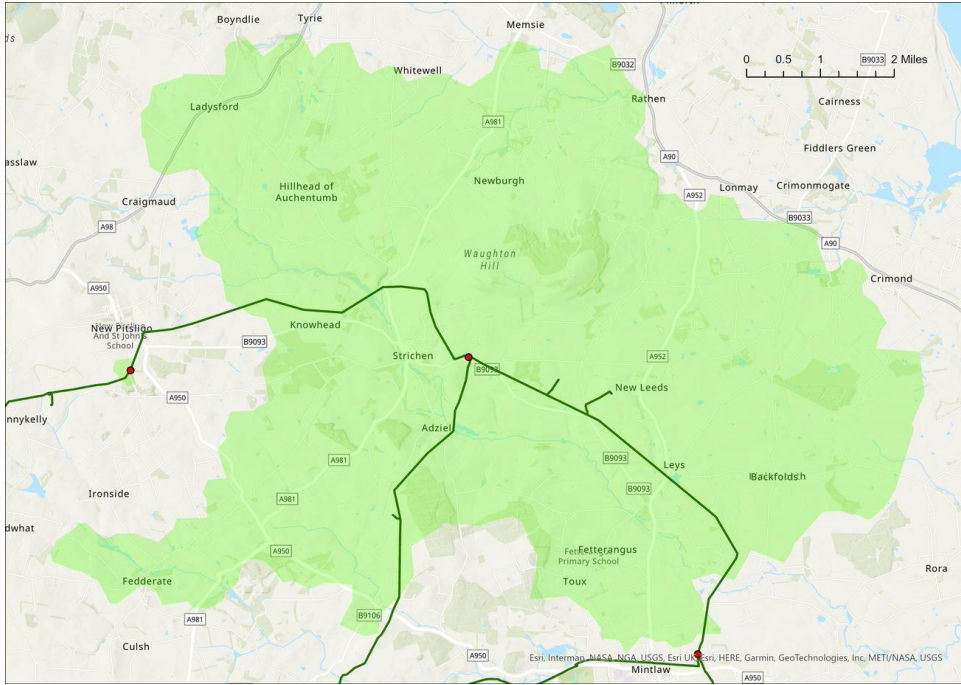 Boyndlie
Tyrie
Memsie
Whitewell
B9032
B9033
0 0.5 1 2 Miles
Rathen
Cairness
Ladysford
A981
Fiddlers Green
asslaw
A90
Newburgh
Hillhead of
Auchentumb
Lonmay
Crimonmogate
A952
Craigmaud
B9033
A98
A90
Waughton
Hill
Crimond
A950
Knowhead
New Pitsligo
And St John's
School
B9093
Strichen
A952
B9093
New Leeds
A950
nnykelly
Adziel
B9093
A981
Leys
Backfolds
B9093
Ironside
A981
dwhat
A950
Fetterangus
Primary School
Rora
Fedderate
Toux
B9106
A981
Culsh
A950
Esri, Intermap, NASA, NGA, USGS, Esri UK, Esri, HERE, Garmin, GeoTechnologies, Inc, METI/NASA, USGS
Mintlaw
A950